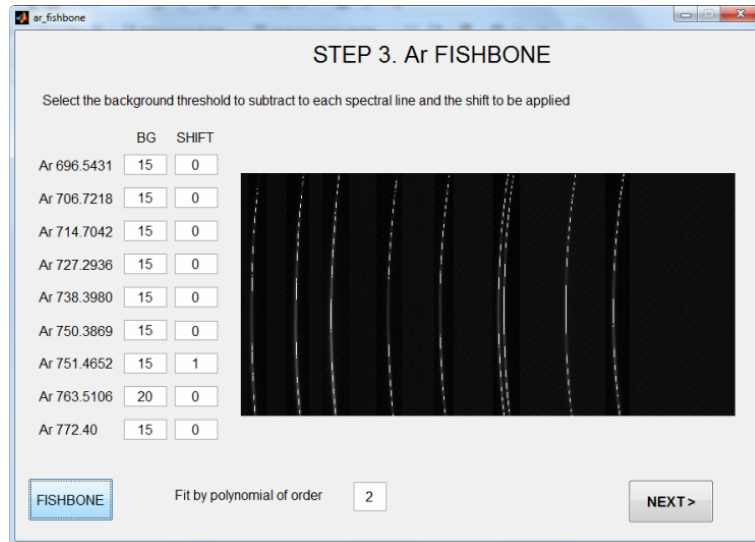 ar_fishbone
STEP 3. Ar FISHBONE
Select the background threshold to subtract to each spectral line and the shift to be applied
BG SHIFT
Ar 696.5431 15 0
Ar 706.7218 15 0
Ar 714.7042 15 0
Ar 727.2936 15 0
Ar 738.3980 15 0
Ar 750.3869 15 0
Ar 751.4652 15 1
Ar 763.5106 20 0
Ar 772.40 15 0
FISHBONE Fit by polynomial of order 2 NEXT >